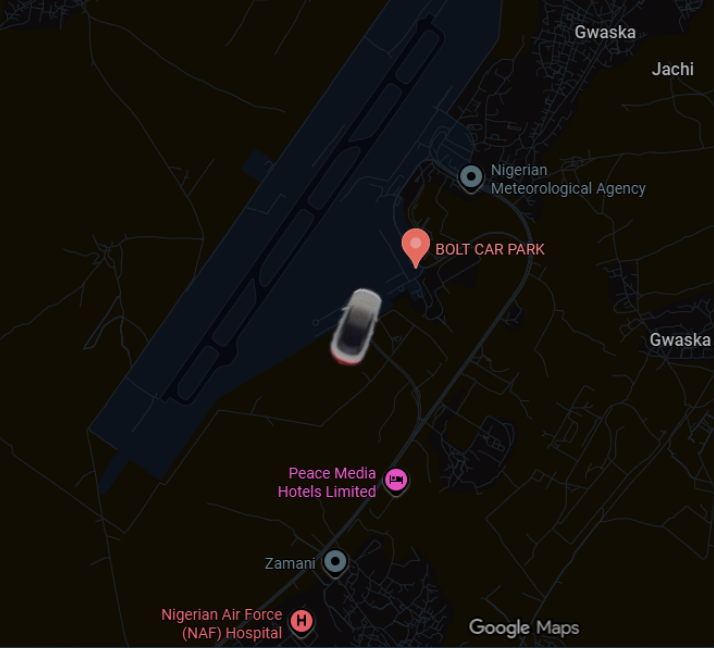 Gwaska
Jachi
Nigerian
Meteorological Agency
BOLT CAR PARK
Gwaska
Peace Media
Hotels Limited
Zamani
Nigerian Air Force
(NAF) Hospital
H
Google Maps